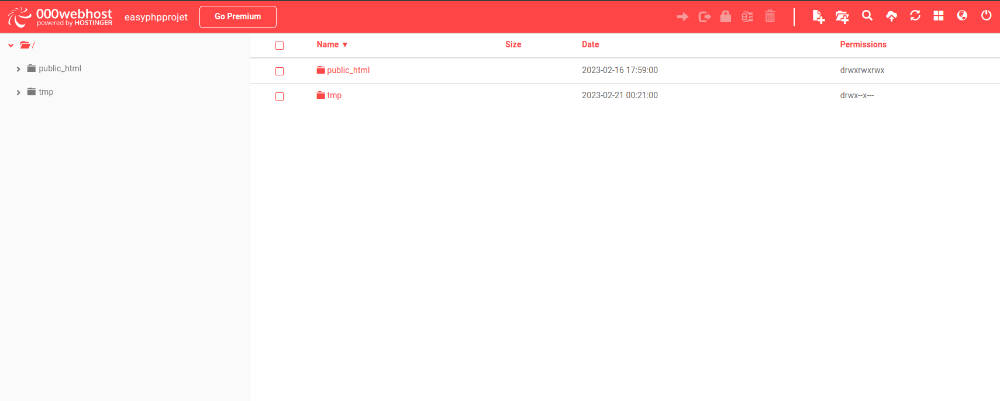 000webhost
powered by HOSTINGER
easyphpprojet
Go Premium
/
public_html
tmp
Name ▼ Size Date Permissions
public_html 2023-02-16 17:59:00 drwxrwxrwx
tmp 2023-02-21 00:21:00 drwx--x---